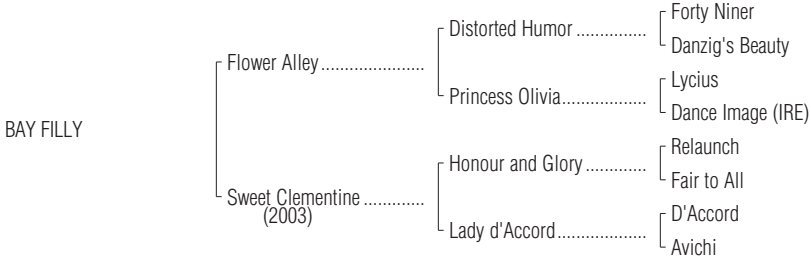 Forty Niner
Distorted Humor ...............
Danzig's Beauty
Flower Alley......................
Lycius
Princess Olivia...................
Dance Image (IRE)
BAY FILLY
Relaunch
Honour and Glory .............
Fair to All
Sweet Clementine .............
(2003)
D'Accord
Lady d'Accord...................
Avichi